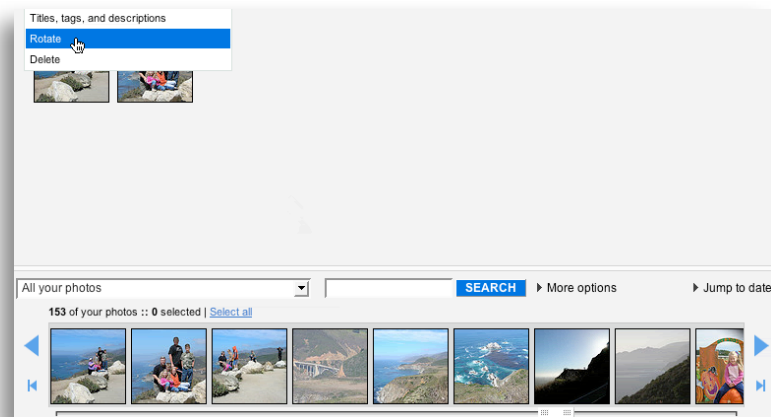 Titles, tags, and descriptions
Rotate
Delete
All your photos SEARCH More options Jump to date
153 of your photos :: 0 selected | Select all